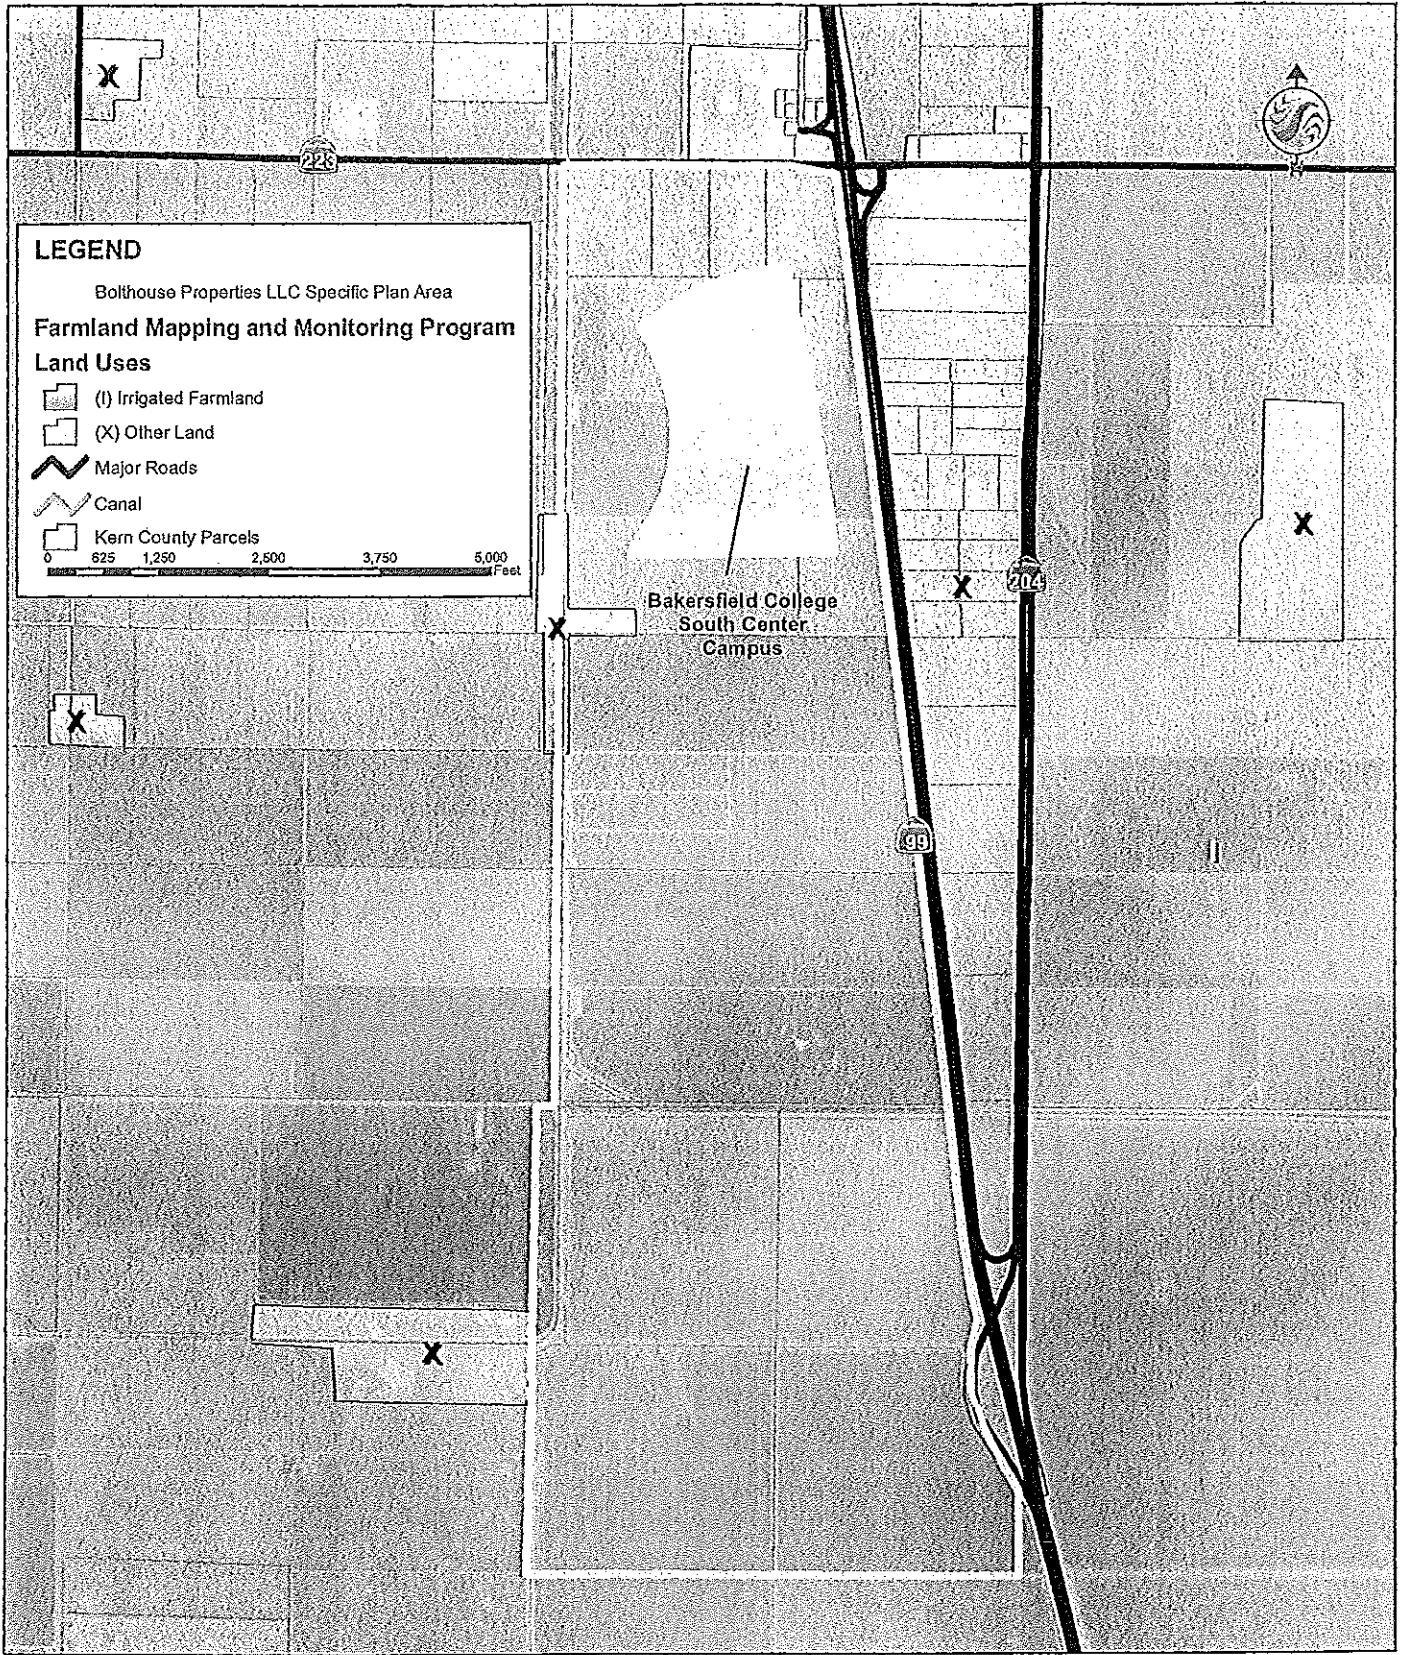 X
223
LEGEND
Bolthouse Properties LLC Specific Plan Area
Farmland Mapping and Monitoring Program
Land Uses
(I) Irrigated Farmland
(X) Other Land
Major Roads
Canal
Kern County Parcels
0 625 1,250 2,500 3,750 5,000
Feet
X
X
204
Bakersfield College
South Center
Campus
X
X
99
X